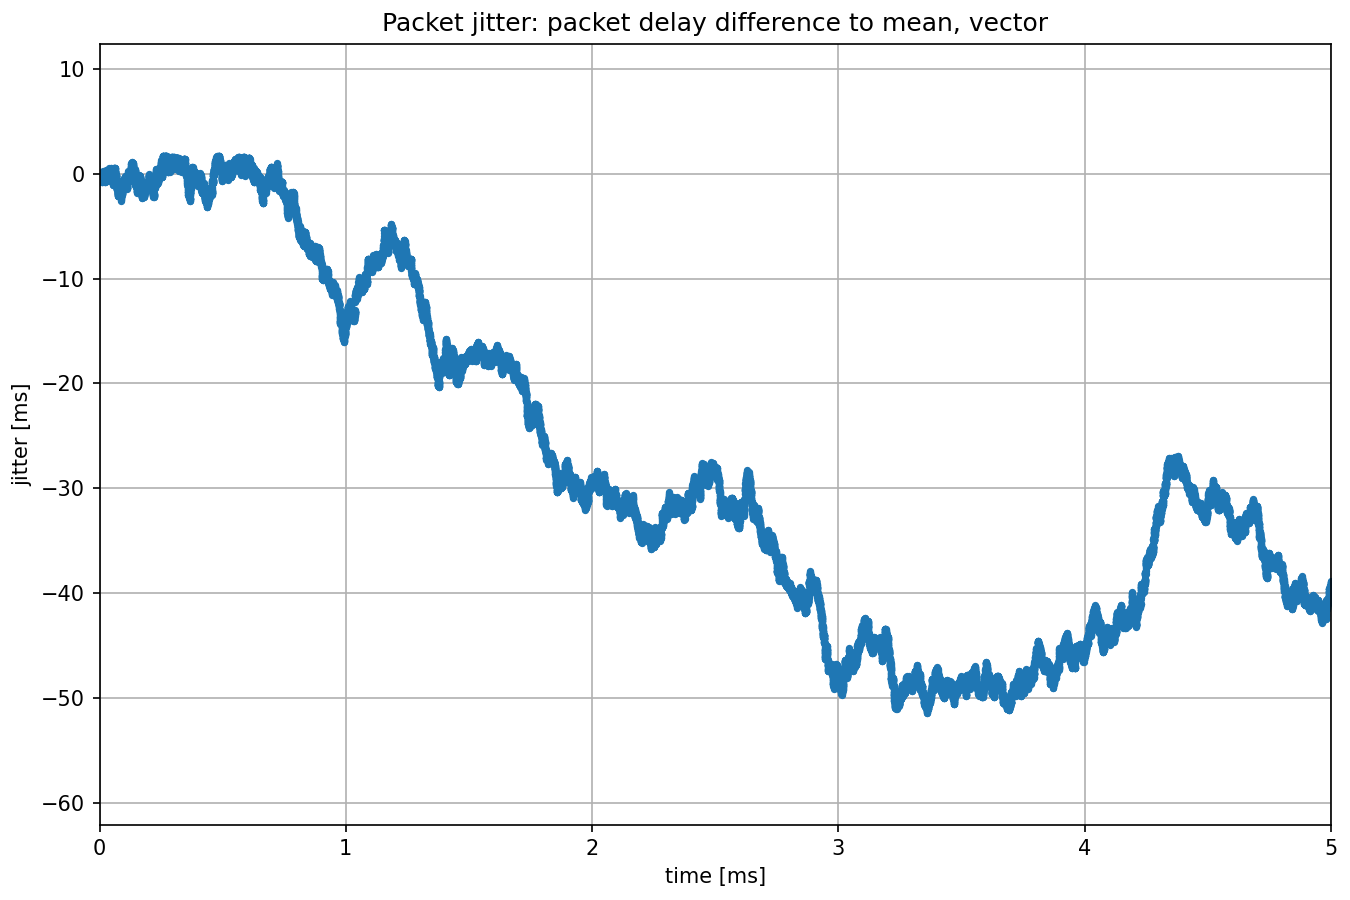 Packet jitter: packet delay difference to mean, vector
jitter [ms]
10
0
−10
−20
−30
−40
−50
−60
0 1 2 3 4 5
time [ms]